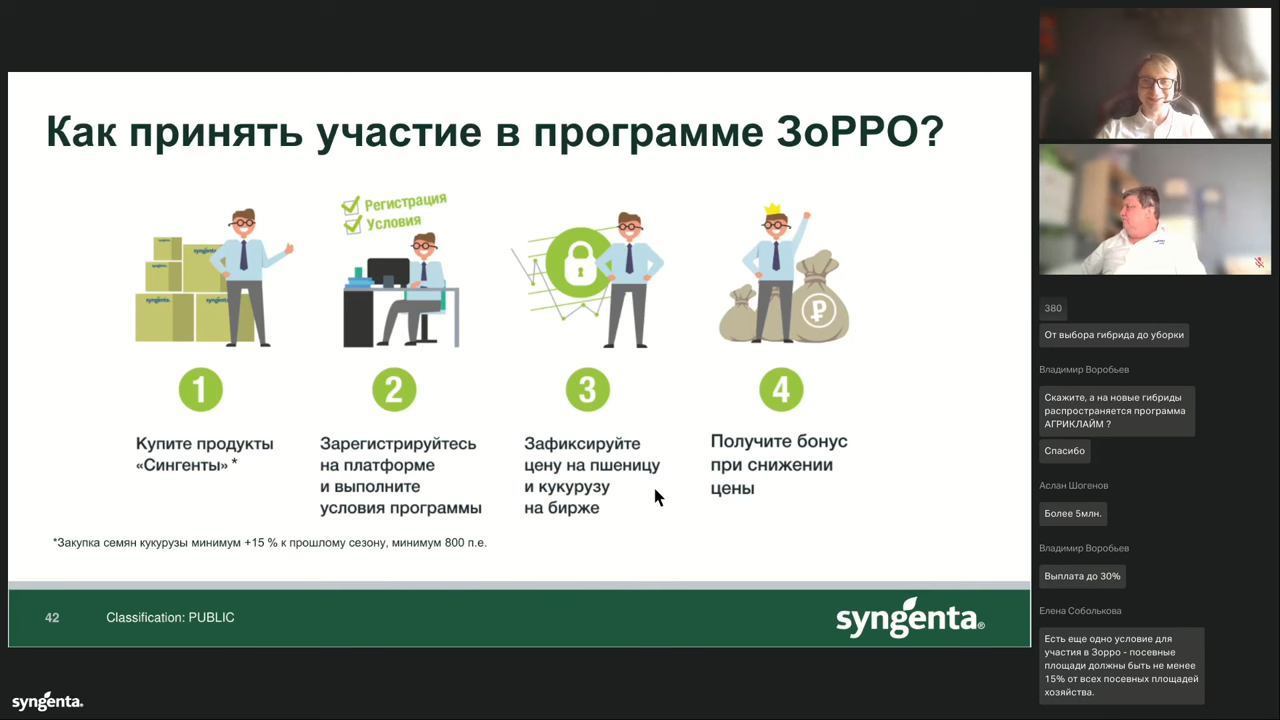 Как принять участие в программе ЗоРРО?
Регистрация
Условия
syngenta
syngenta
syngenta
1
2
3
4
Купите продукты
«Сингенты» *
Зарегистрируйтесь
на платформе
и выполните
условия программы
Зафиксируйте
цену на пшеницу
и кукурузу
на бирже
Получите бонус
при снижении
цены
*Закупка семян кукурузы минимум +15 % к прошлому сезону, минимум 800 п.е.
42
Classification: PUBLIC
syngenta®
syngenta
380
От выбора гибрида до уборки
Владимир Воробьев
Скажите, а на новые гибриды
распространяется программа
АГРИКЛАЙМ ?
Спасибо
Аслан Шогенов
Более 5млн.
Владимир Воробьев
Выплата до 30%
Елена Соболькова
Есть еще одно условие для
участия в Зорро - посевные
площади должны быть не менее
15% от всех посевных площадей
хозяйства.